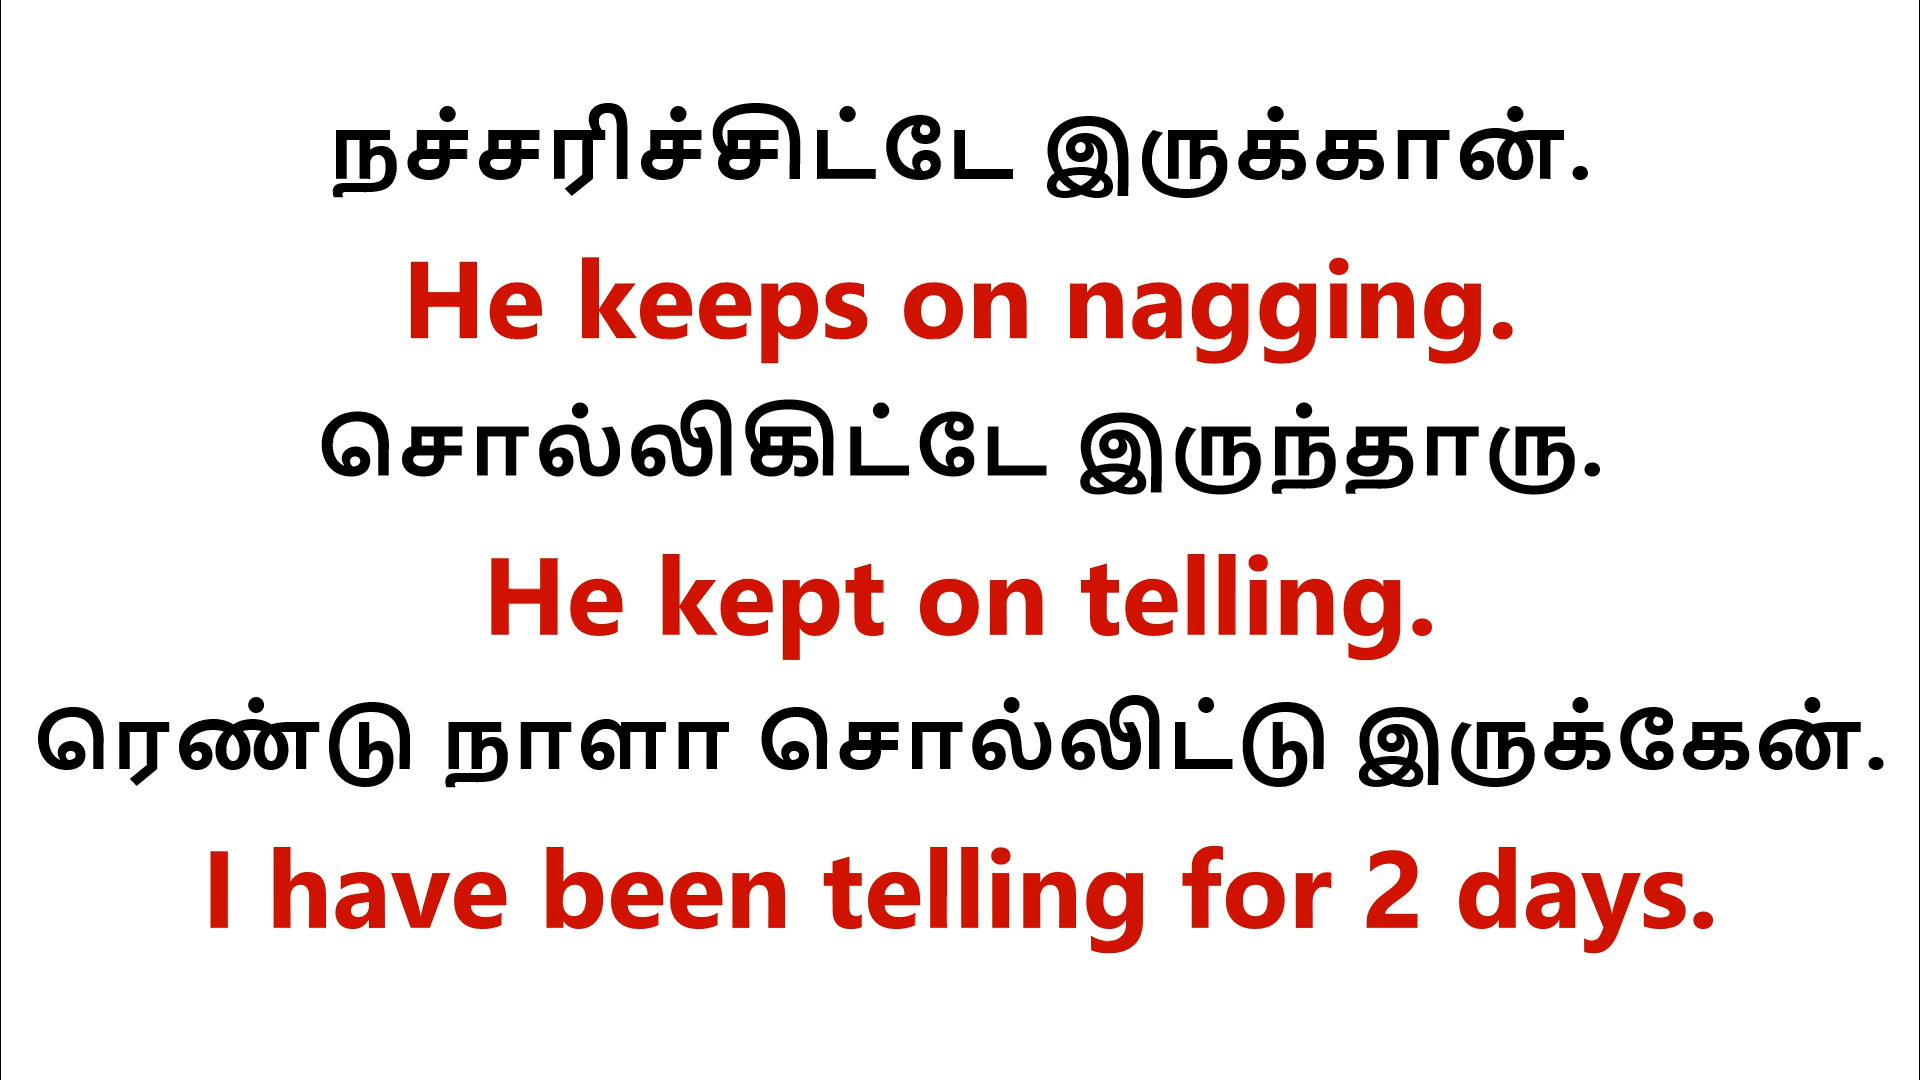 நச்சரிச்சிட்டே இருக்கான்.
He keeps on nagging.
சொல்லிகிட்டே இருந்தாரு.
He kept on telling.
ரெண்டு நாளா சொல்லிட்டு இருக்கேன்.
I have been telling for 2 days.